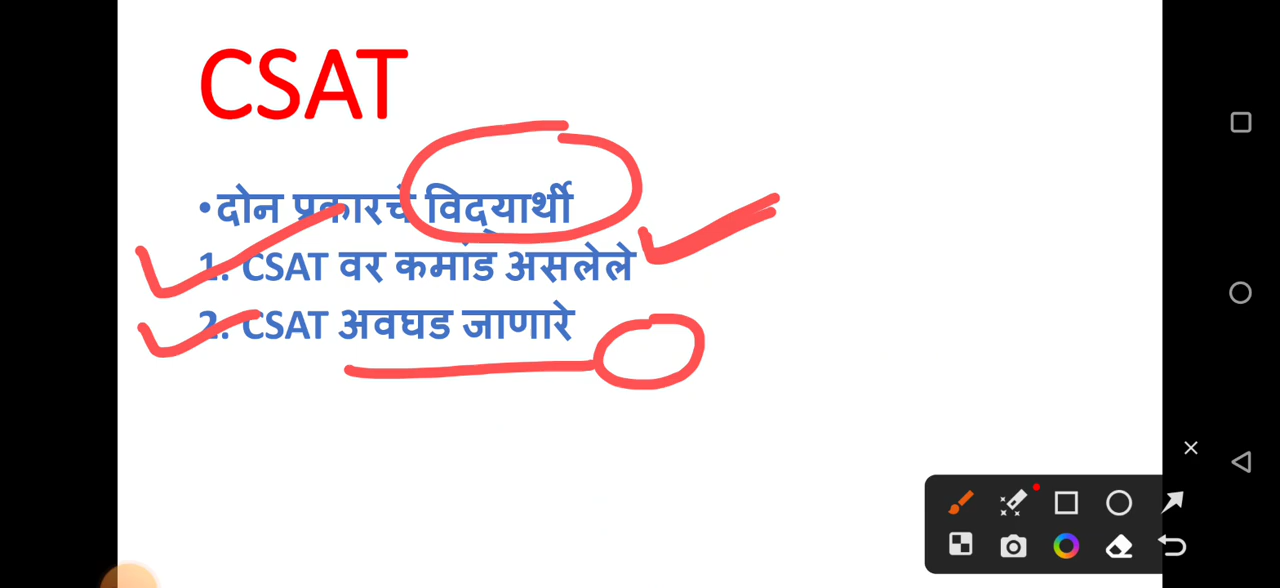 CSAT
•दोन प्रकारचे विद्यार्थी
1. CSAT वर कमांड असलेले
2. CSAT अवघड जाणारे